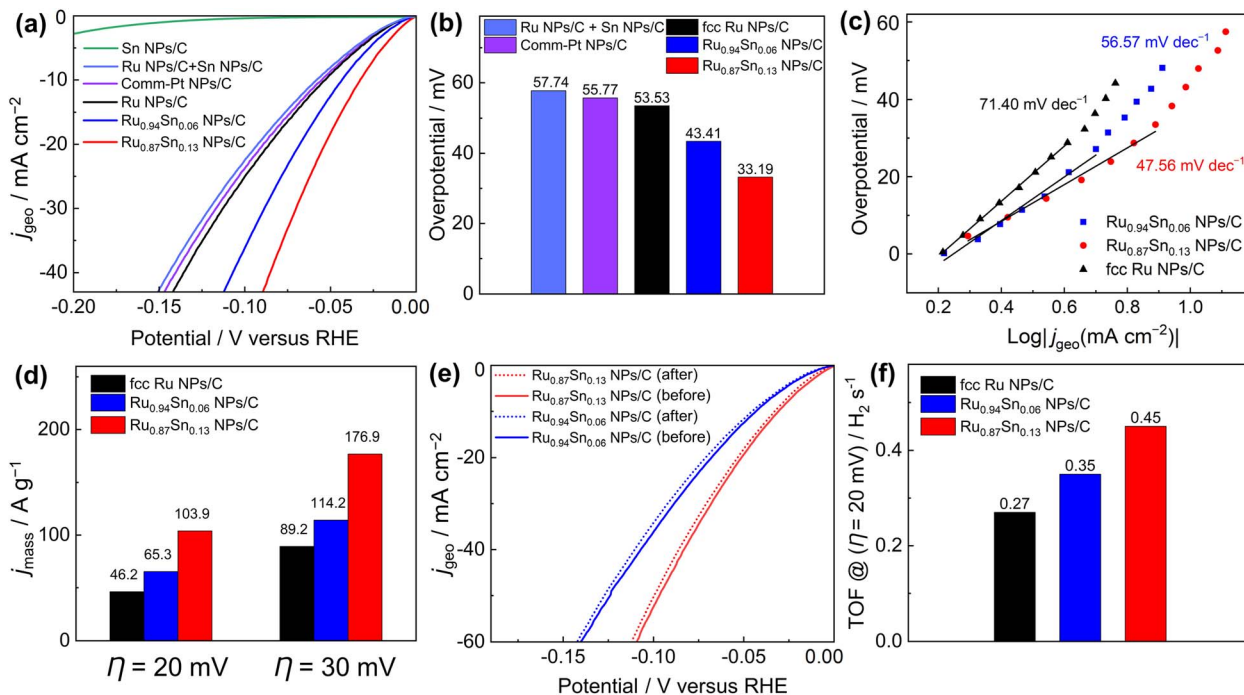 (a)
Sn NPs/C
Ru NPs/C+Sn NPs/C
Comm-Pt NPs/C
Ru NPs/C
Ru₀.₉₄Sn₀.₀₆ NPs/C
Ru₀.₈₇Sn₀.₁₃ NPs/C
0
-10
-20
-30
-40
j_geo / mA cm⁻²
-0.20
-0.15
-0.10
-0.05
0.00
Potential / V versus RHE
(b)
Ru NPs/C + Sn NPs/C
fcc Ru NPs/C
Comm-Pt NPs/C
Ru₀.₉₄Sn₀.₀₆ NPs/C
Ru₀.₈₇Sn₀.₁₃ NPs/C
80
60
40
20
0
Overpotential / mV
57.74
55.77
53.53
43.41
33.19
(c)
60
40
20
0
Overpotential / mV
56.57 mV dec⁻¹
71.40 mV dec⁻¹
47.56 mV dec⁻¹
Ru₀.₉₄Sn₀.₀₆ NPs/C
Ru₀.₈₇Sn₀.₁₃ NPs/C
fcc Ru NPs/C
0.2
0.4
0.6
0.8
1.0
Log|j_geo(mA cm⁻²)|
(d)
fcc Ru NPs/C
Ru₀.₉₄Sn₀.₀₆ NPs/C
Ru₀.₈₇Sn₀.₁₃ NPs/C
200
100
0
j_mass / A g⁻¹
46.2
65.3
103.9
89.2
114.2
176.9
η = 20 mV
η = 30 mV
(e)
Ru₀.₈₇Sn₀.₁₃ NPs/C (after)
Ru₀.₈₇Sn₀.₁₃ NPs/C (before)
Ru₀.₉₄Sn₀.₀₆ NPs/C (after)
Ru₀.₉₄Sn₀.₀₆ NPs/C (before)
0
-20
-40
-60
j_geo / mA cm⁻²
-0.15
-0.10
-0.05
0.00
Potential / V versus RHE
(f)
fcc Ru NPs/C
Ru₀.₉₄Sn₀.₀₆ NPs/C
Ru₀.₈₇Sn₀.₁₃ NPs/C
0.4
0.2
0.0
TOF @ (η = 20 mV) / H₂ s⁻¹
0.27
0.35
0.45